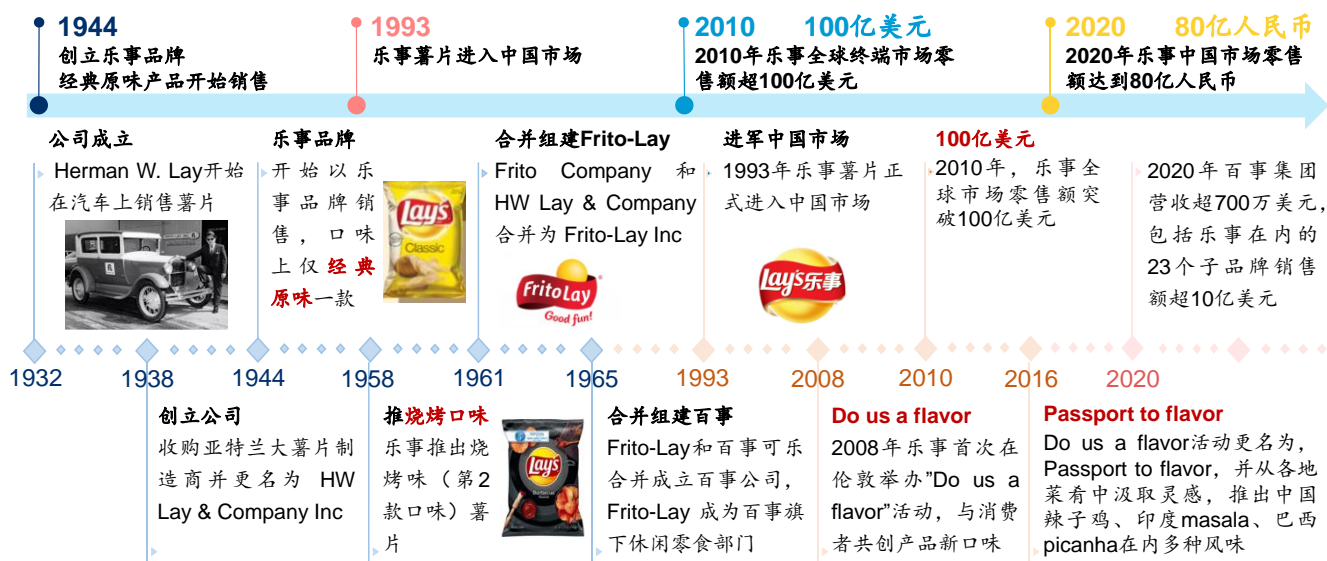 1944
创立乐事品牌
经典原味产品开始销售
1993
乐事薯片进入中国市场
2010 100亿美元
2010年乐事全球终端市场零
售额超100亿美元
2020 80亿人民币
2020年乐事中国市场零售
额达到80亿人民币
公司成立
Herman W. Lay开始
在汽车上销售薯片
乐事品牌
开始以乐
事品牌销
售，口味
上仅经典
原味一款
Lay's
Classic
合并组建Frito-Lay
Frito Company 和
HW Lay & Company
合并为 Frito-Lay Inc
Frito Lay
Good fun!
进军中国市场
1993年乐事薯片正
式进入中国市场
Lay's乐事
100亿美元
2010年，乐事全
球市场零售额突
破100亿美元
2020年百事集团
营收超700万美元，
包括乐事在内的
23个子品牌销售
额超10亿美元
1932
1938
1944
1958
1961
1965
1993
2008
2010
2016
2020
创立公司
收购亚特兰大薯片制
造商并更名为 HW
Lay & Company Inc
推烧烤口味
乐事推出烧
烤味（第2
款口味）薯
片
Lay's
Barbecue
合并组建百事
Frito-Lay和百事可乐
合并成立百事公司，
Frito-Lay 成为百事旗
下休闲零食部门
Do us a flavor
2008年乐事首次在
伦敦举办”Do us a
flavor”活动，与消费
者共创产品新口味
Passport to flavor
Do us a flavor活动更名为，
Passport to flavor，并从各地
菜肴中汲取灵感，推出中国
辣子鸡、印度masala、巴西
picanha在内多种风味